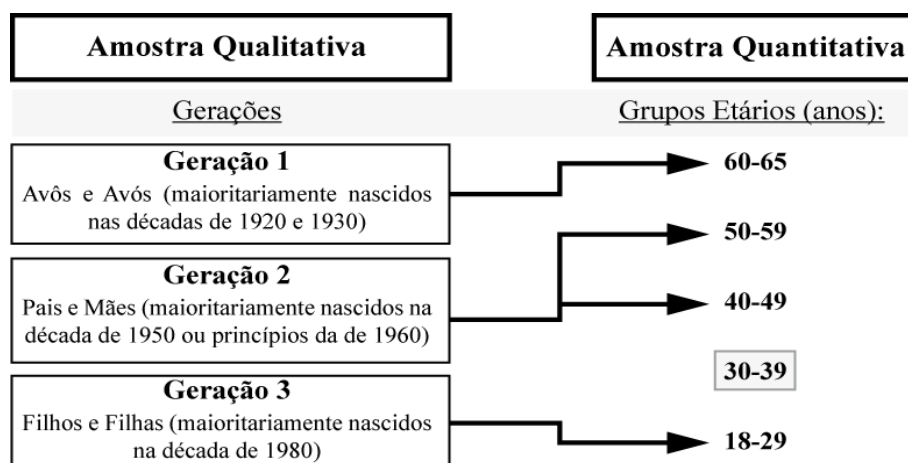 Amostra Qualitativa
Amostra Quantitativa
Gerações
Grupos Etários (anos):
Geração 1
Avôs e Avós (maioritariamente nascidos
nas décadas de 1920 e 1930)
60-65
50-59
Geração 2
Pais e Mães (maioritariamente nascidos na
década de 1950 ou princípios da de 1960)
40-49
30-39
Geração 3
Filhos e Filhas (maioritariamente nascidos
na década de 1980)
18-29